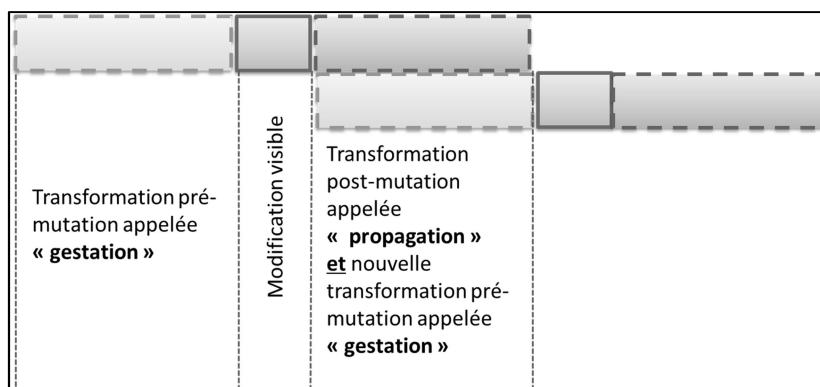 Transformation pré-
mutation appelée
« gestation »
Modification visible
Transformation
post-mutation
appelée
«  propagation »
et nouvelle
transformation pré-
mutation appelée
« gestation »